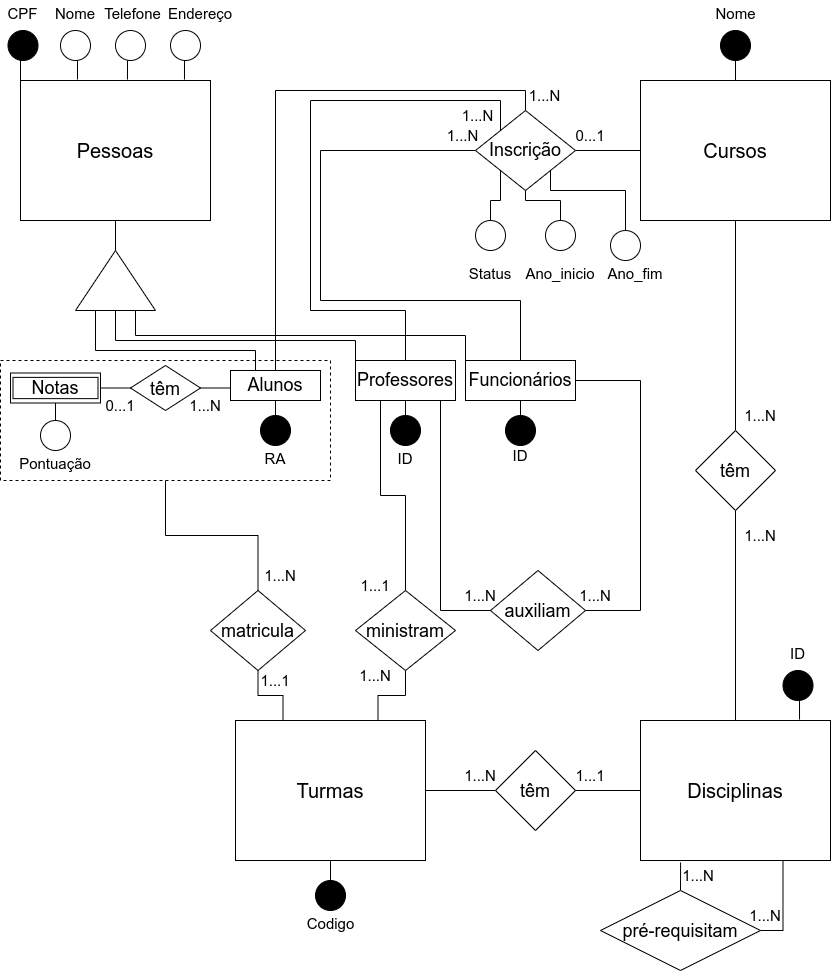 CPF Nome Telefone Endereço
Nome
Pessoas
Cursos
1...N
1...N
1...N
Inscrição
0...1
Status Ano_inicio Ano_fim
Notas
têm
Alunos
0...1
1...N
Pontuação
RA
Professores
Funcionários
ID
ID
1...N
têm
1...N
1...N
matricula
1...1
1...1
ministram
1...N
1...N
auxiliam
1...N
ID
Turmas
1...N
têm
1...1
Disciplinas
Codigo
1...N
1...N
pré-requisitam